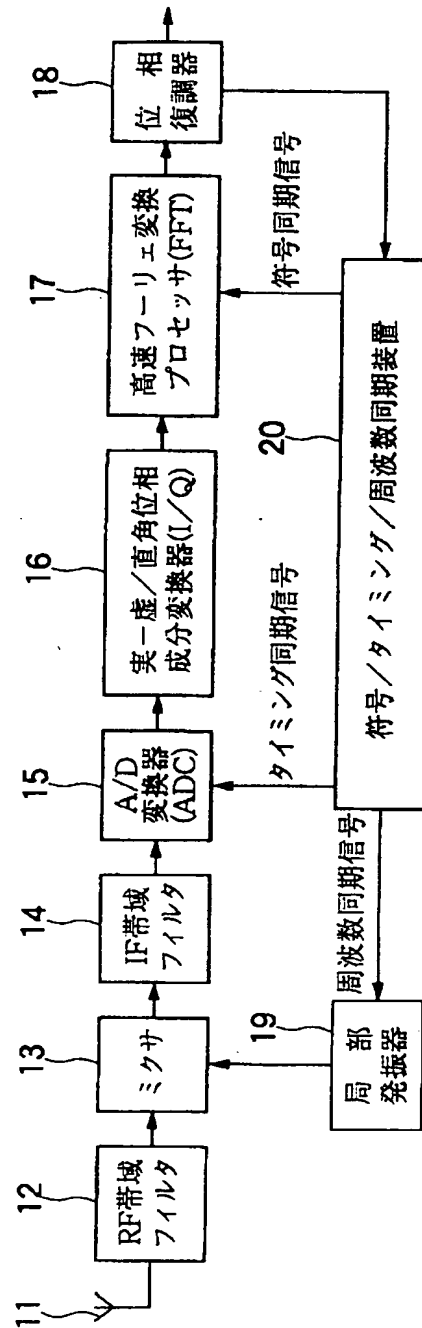 11
12
RF帯域
フィルタ
13
ミクサ
14
IF帯域
フィルタ
15
A/D
変換器
(ADC)
16
実－虚／直角位相
成分変換器(I／Q)
17
高速フーリェ変換
プロセッサ(FFT)
18
位 相
復調器
19
局 部
発振器
周波数同期信号
タイミング同期信号
符号同期信号
20
符号／タイミング／周波数同期装置